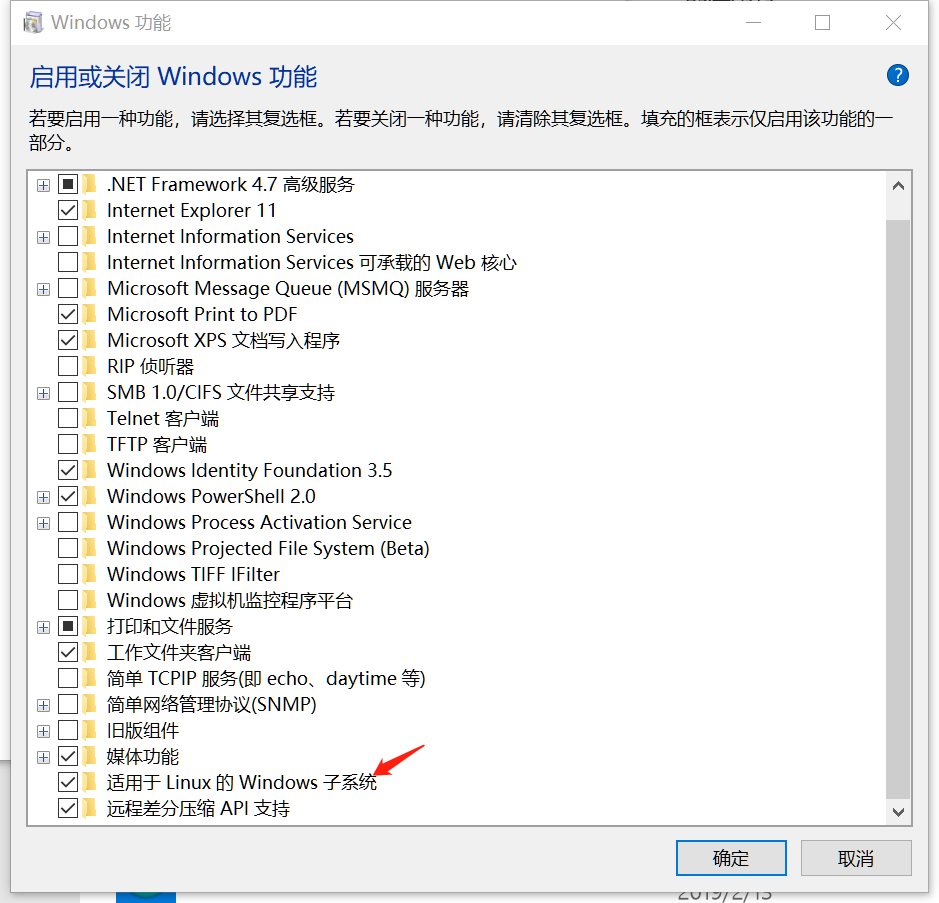 Windows 功能
启用或关闭 Windows 功能
若要启用一种功能，请选择其复选框。若要关闭一种功能，请清除其复选框。填充的框表示仅启用该功能的一
部分。
.NET Framework 4.7 高级服务
Internet Explorer 11
Internet Information Services
Internet Information Services 可承载的 Web 核心
Microsoft Message Queue (MSMQ) 服务器
Microsoft Print to PDF
Microsoft XPS 文档写入程序
RIP 侦听器
SMB 1.0/CIFS 文件共享支持
Telnet 客户端
TFTP 客户端
Windows Identity Foundation 3.5
Windows PowerShell 2.0
Windows Process Activation Service
Windows Projected File System (Beta)
Windows TIFF IFilter
Windows 虚拟机监控程序平台
打印和文件服务
工作文件夹客户端
简单 TCPIP 服务(即 echo、daytime 等)
简单网络管理协议(SNMP)
旧版组件
媒体功能
适用于 Linux 的 Windows 子系统
远程差分压缩 API 支持
确定
取消
2019/2/15